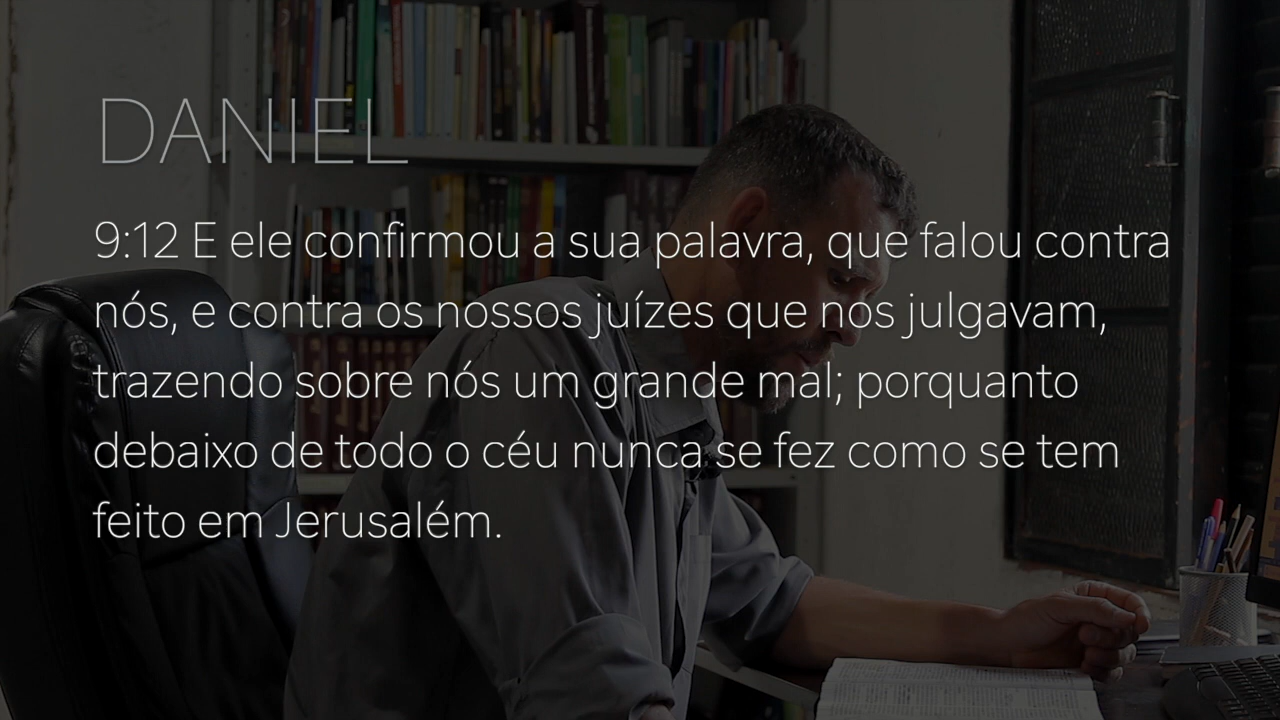 DANIEL
9:12 E ele confirmou a sua palavra, que falou contra
nós, e contra os nossos juízes que nos julgavam,
trazendo sobre nós um grande mal; porquanto
debaixo de todo o céu nunca se fez como se tem
feito em Jerusalém.